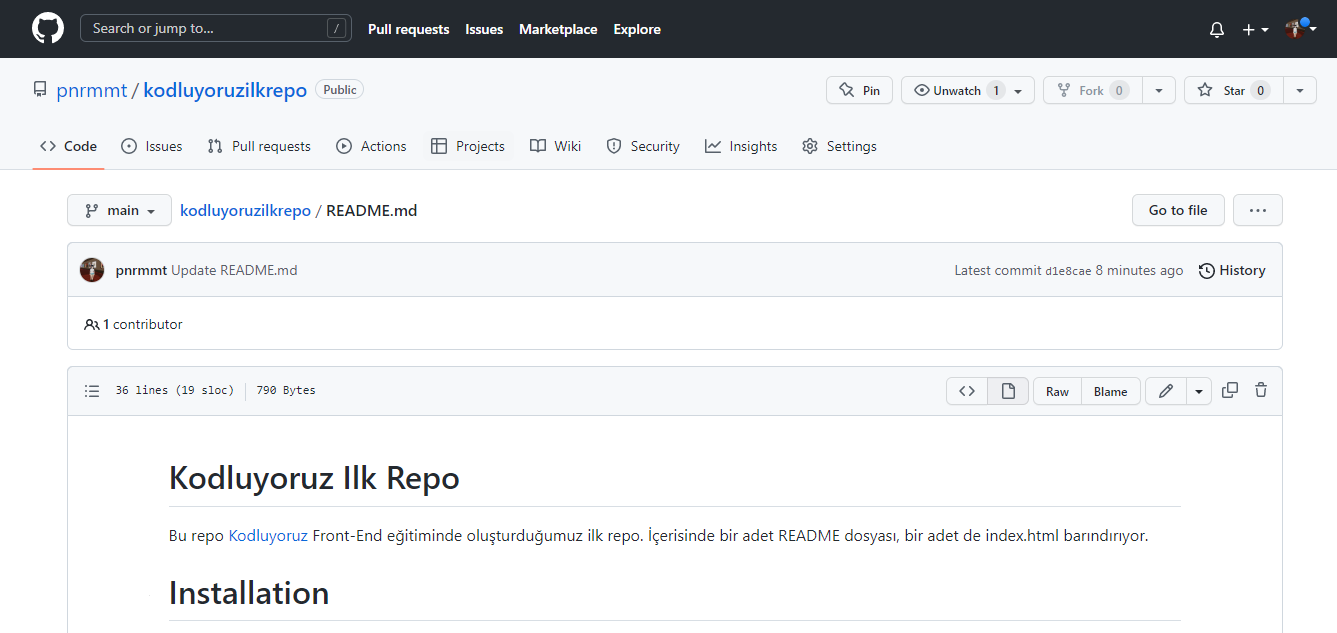 Search or jump to... / Pull requests Issues Marketplace Explore
pnrmmt / kodluyoruzilkrepo Public Pin Unwatch 1 Fork 0 Star 0
Code Issues Pull requests Actions Projects Wiki Security Insights Settings
main kodluyoruzilkrepo / README.md Go to file ...
pnrmmt Update README.md Latest commit d1e8cae 8 minutes ago History
1 contributor
36 lines (19 sloc) 790 Bytes <> Raw Blame
Kodluyoruz Ilk Repo
Bu repo Kodluyoruz Front-End eğitiminde oluşturduğumuz ilk repo. İçerisinde bir adet README dosyası, bir adet de index.html barındırıyor.
Installation